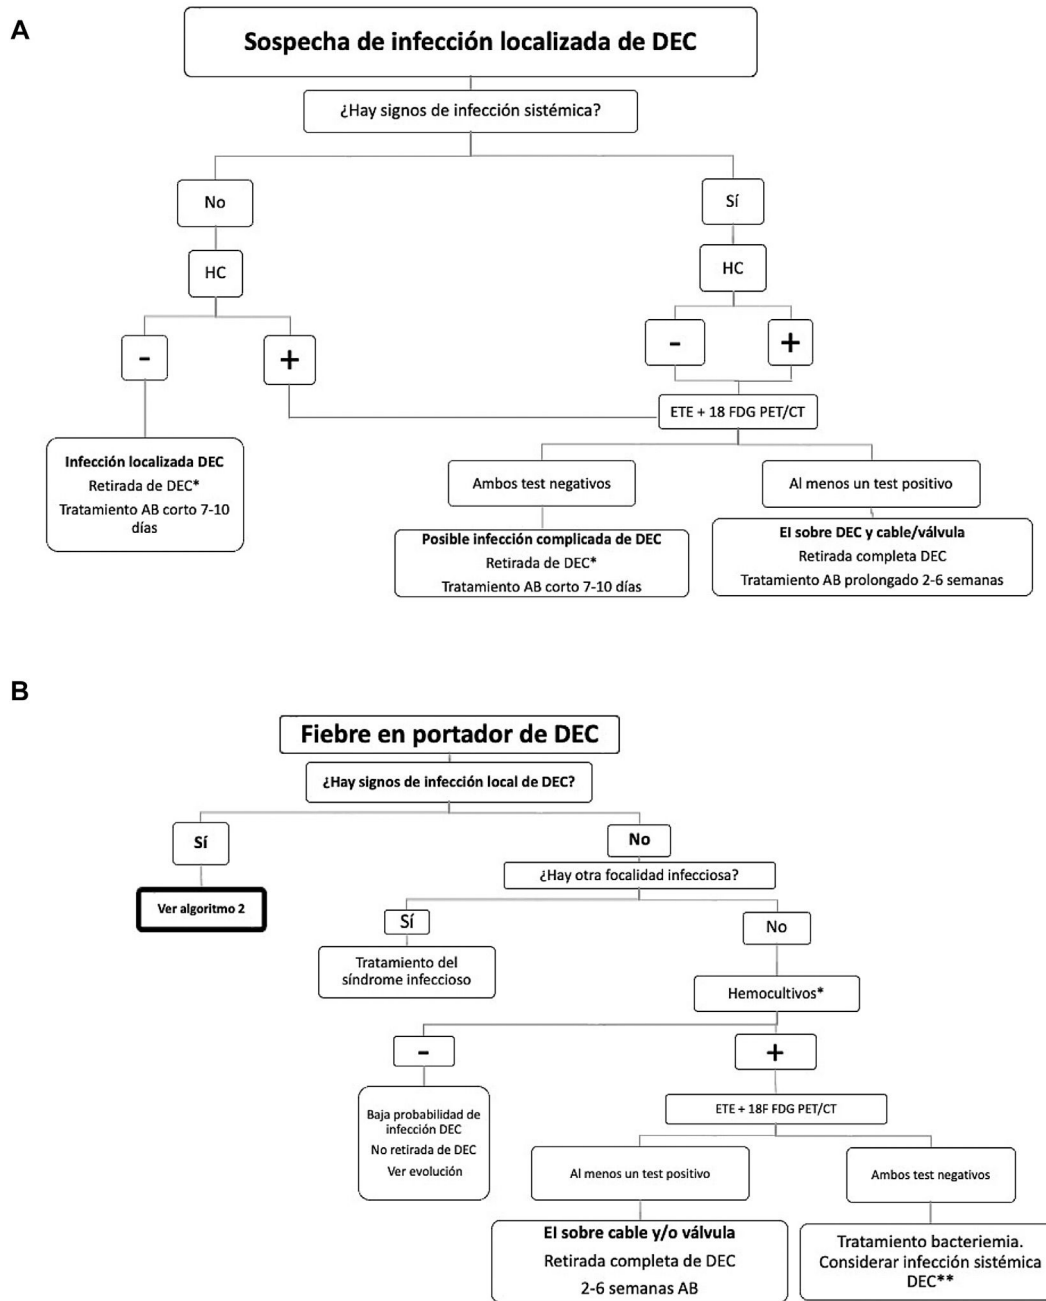 A
Sospecha de infección localizada de DEC
¿Hay signos de infección sistémica?
No
Sí
HC
HC
-
+
-
+
ETE + 18 FDG PET/CT
Infección localizada DEC
Retirada de DEC*
Tratamiento AB corto 7-10
días
Ambos test negativos
Al menos un test positivo
Posible infección complicada de DEC
Retirada de DEC*
Tratamiento AB corto 7-10 días
EI sobre DEC y cable/válvula
Retirada completa DEC
Tratamiento AB prolongado 2-6 semanas
B
Fiebre en portador de DEC
¿Hay signos de infección local de DEC?
Sí
No
Ver algoritmo 2
¿Hay otra focalidad infecciosa?
Sí
No
Tratamiento del
síndrome infeccioso
Hemocultivos*
-
+
Baja probabilidad de
infección DEC
No retirada de DEC
Ver evolución
ETE + 18F FDG PET/CT
Al menos un test positivo
Ambos test negativos
EI sobre cable y/o válvula
Retirada completa de DEC
2-6 semanas AB
Tratamiento bacteriemia.
Considerar infección sistémica
DEC**